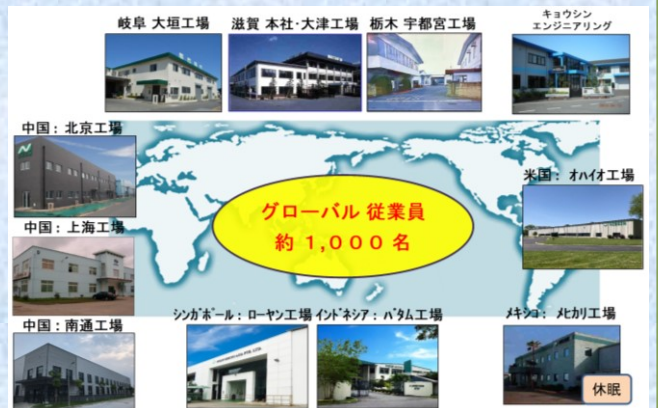 岐阜 大垣工場
滋賀 本社・大津工場
栃木 宇都宮工場
キョウシン
エンジニアリング
中国：北京工場
米国： オハイオ工場
グローバル 従業員
約 1,000 名
中国：上海工場
シンガポール：ローヤン工場
インドネシア：バタム工場
メキシコ：メヒカリ工場
中国：南通工場
休眠